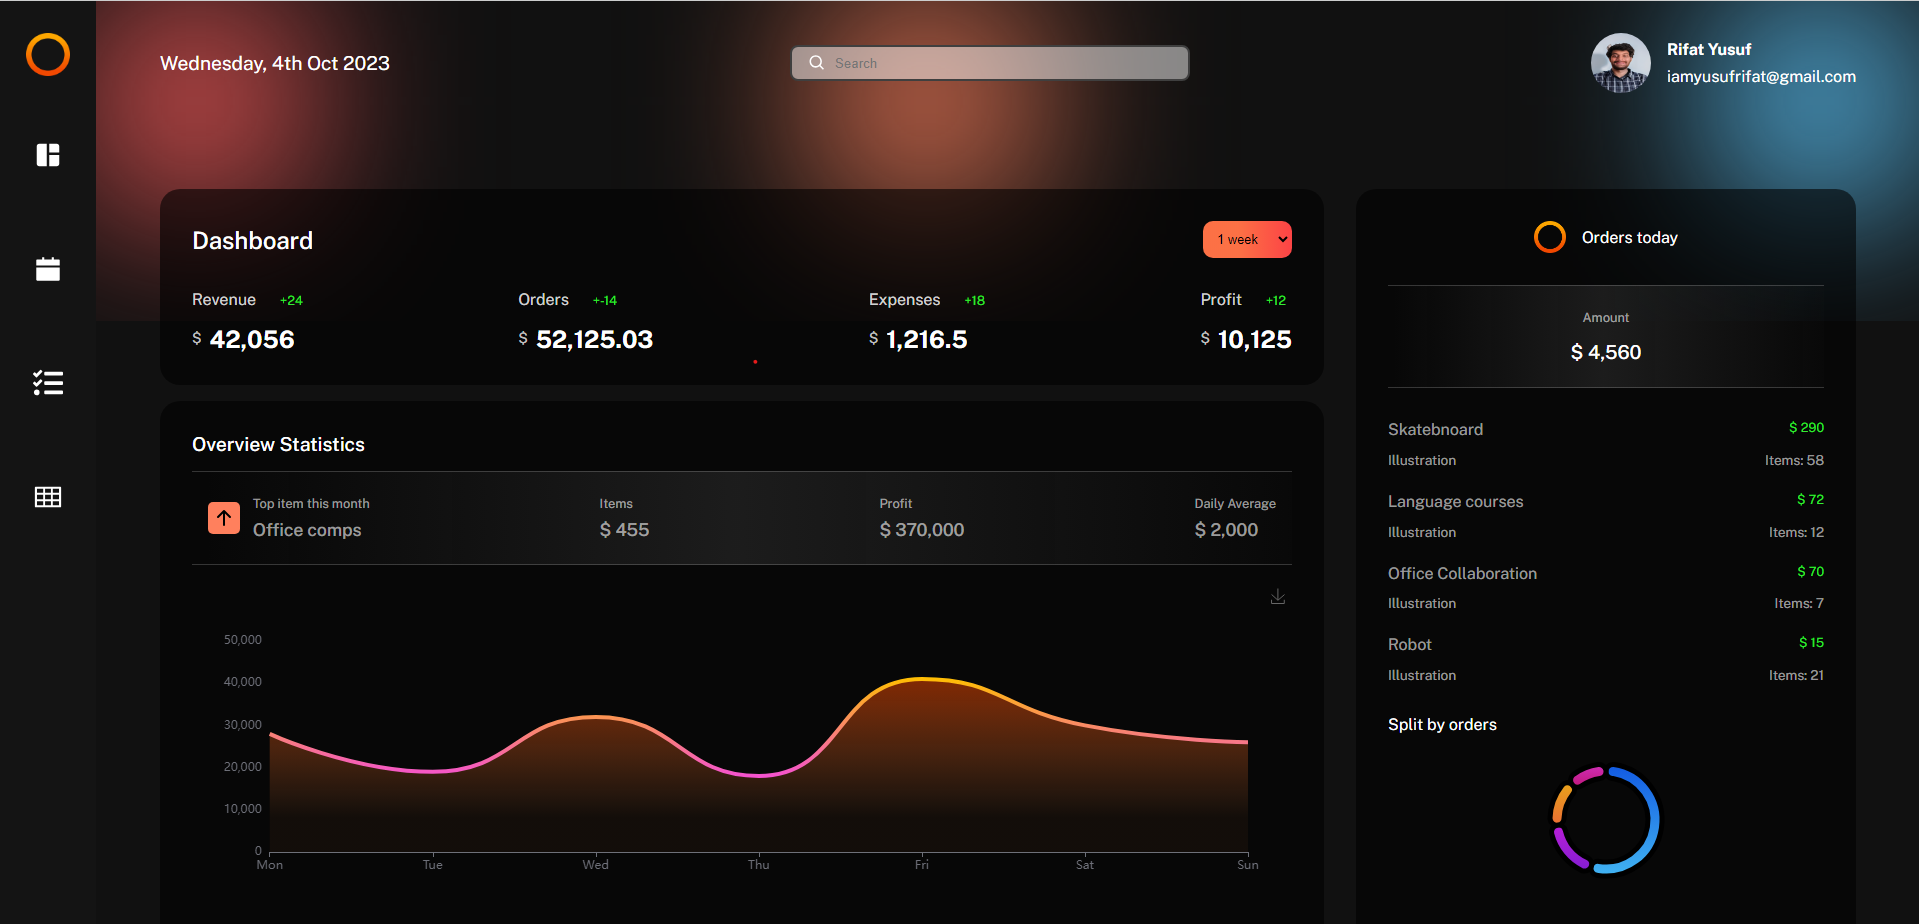 Wednesday, 4th Oct 2023
Search
Rifat Yusuf
iamyusufrifat@gmail.com
Dashboard
1 week
Revenue +24
$ 42,056
Orders +-14
$ 52,125.03
Expenses +18
$ 1,216.5
Profit +12
$ 10,125
Overview Statistics
Top item this month
Office comps
Items
$ 455
Profit
$ 370,000
Daily Average
$ 2,000
50,000
40,000
30,000
20,000
10,000
0
Mon Tue Wed Thu Fri Sat Sun
Orders today
Amount
$ 4,560
Skatebnoard $ 290
Illustration Items: 58
Language courses $ 72
Illustration Items: 12
Office Collaboration $ 70
Illustration Items: 7
Robot $ 15
Illustration Items: 21
Split by orders